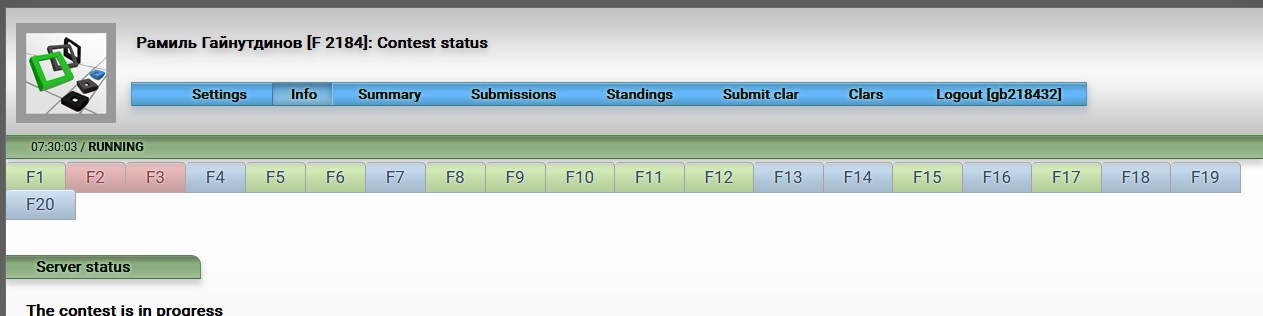 Рамиль Гайнутдинов [F 2184]: Contest status
Settings Info Summary Submissions Standings Submit clar Clars Logout [gb218432]
07:30:03 / RUNNING
F1 F2 F3 F4 F5 F6 F7 F8 F9 F10 F11 F12 F13 F14 F15 F16 F17 F18 F19
F20
Server status
The contest is in progress